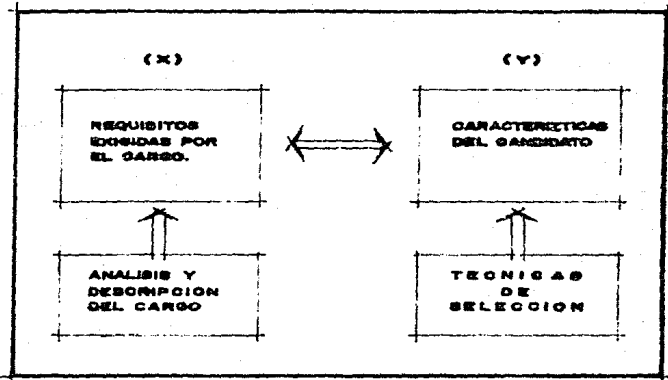 (X)
(Y)
REQUISITOS
EXIGIDAS POR
EL CARGO.
CARACTERISTICAS
DEL CANDIDATO
ANALISIS Y
DESCRIPCION
DEL CARGO
TECNICAS
DE
SELECCION